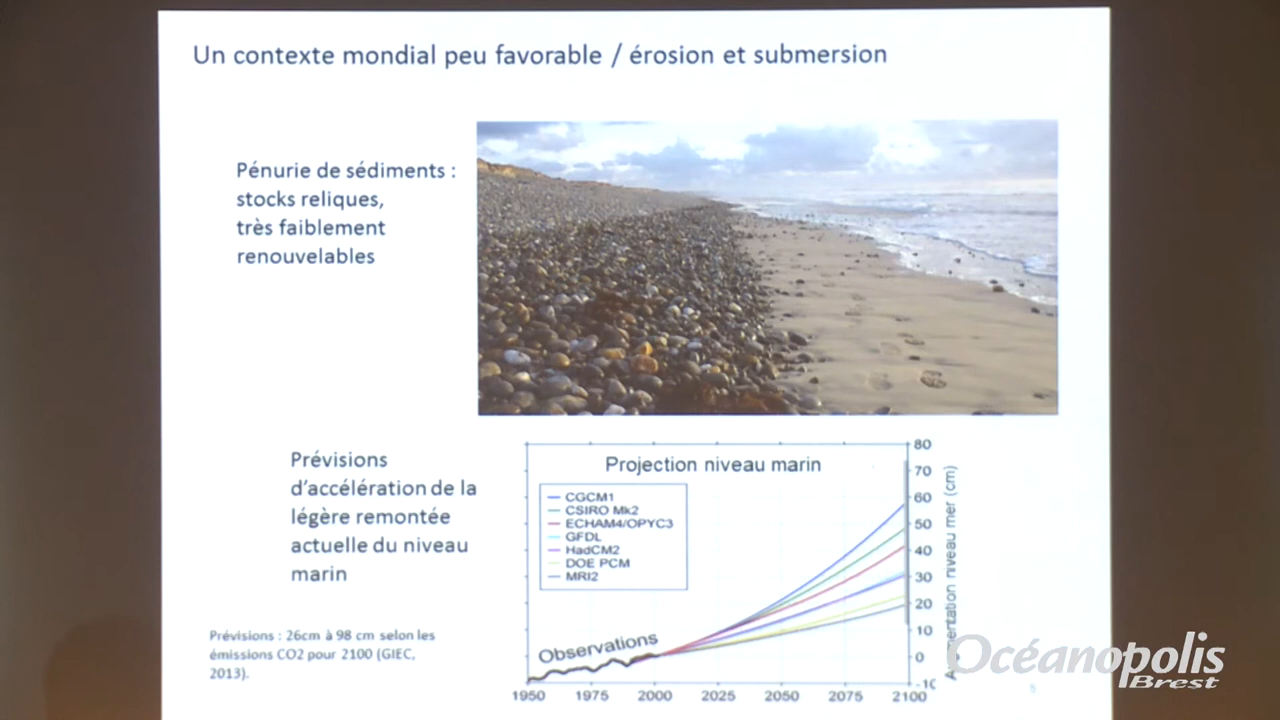 Un contexte mondial peu favorable / érosion et submersion
Pénurie de sédiments :
stocks reliques,
très faiblement
renouvelables
Prévisions
d'accélération de la
légère remontée
actuelle du niveau
marin
Prévisions : 26cm à 98 cm selon les
émissions CO2 pour 2100 (GIEC,
2013).
Projection niveau marin
CGCM1
CSIRO Mk2
ECHAM4/OPYC3
GFDL
HadCM2
DOE PCM
MRI2
Observations
80
70
60
50
40
30
20
10
0
1950 1975 2000 2025 2050 2075 2100
niveau mer (cm)
Océanopolis
Brest